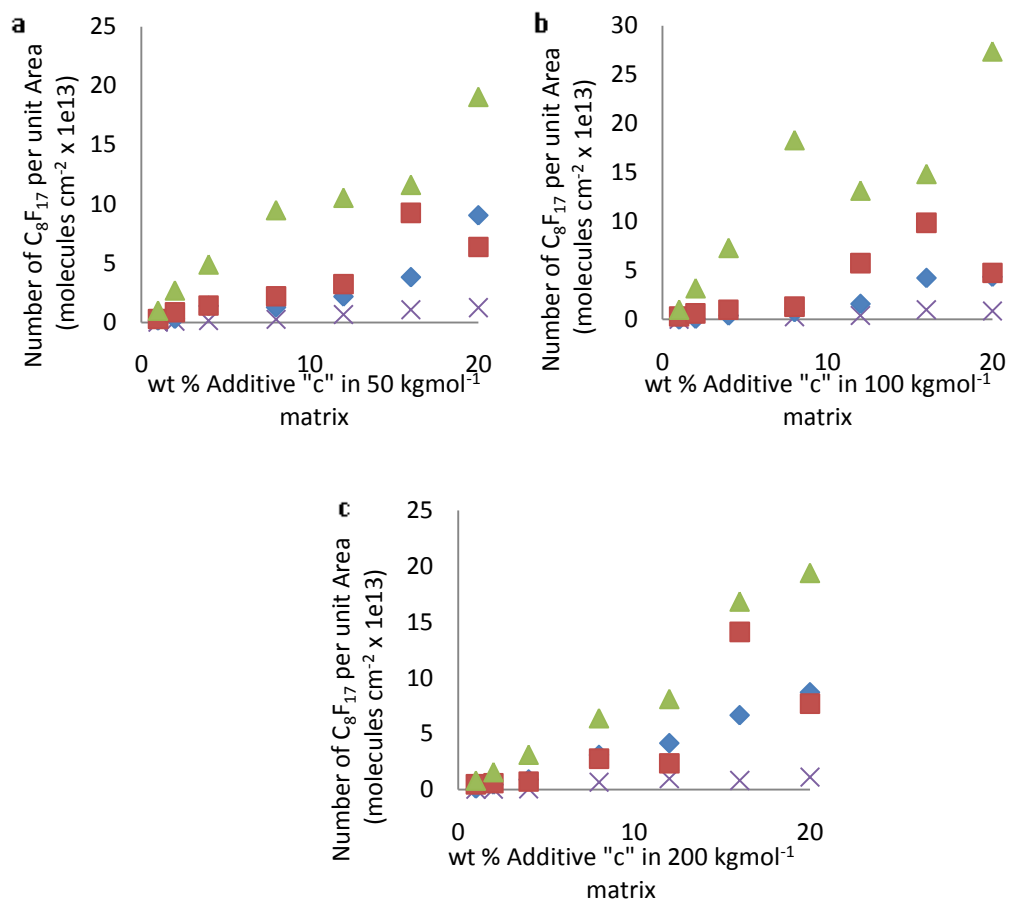 a
Number of C₈F₁₇ per unit Area
(molecules cm⁻² x 1e13)
25
20
15
10
5
0
0
10
20
wt % Additive "c" in 50 kgmol⁻¹
matrix
b
Number of C₈F₁₇ per unit Area
(molecules cm⁻² x 1e13)
30
25
20
15
10
5
0
0
10
20
wt % Additive "c" in 100 kgmol⁻¹
matrix
c
Number of C₈F₁₇ per unit Area
(molecules cm⁻² x 1e13)
25
20
15
10
5
0
0
10
20
wt % Additive "c" in 200 kgmol⁻¹
matrix